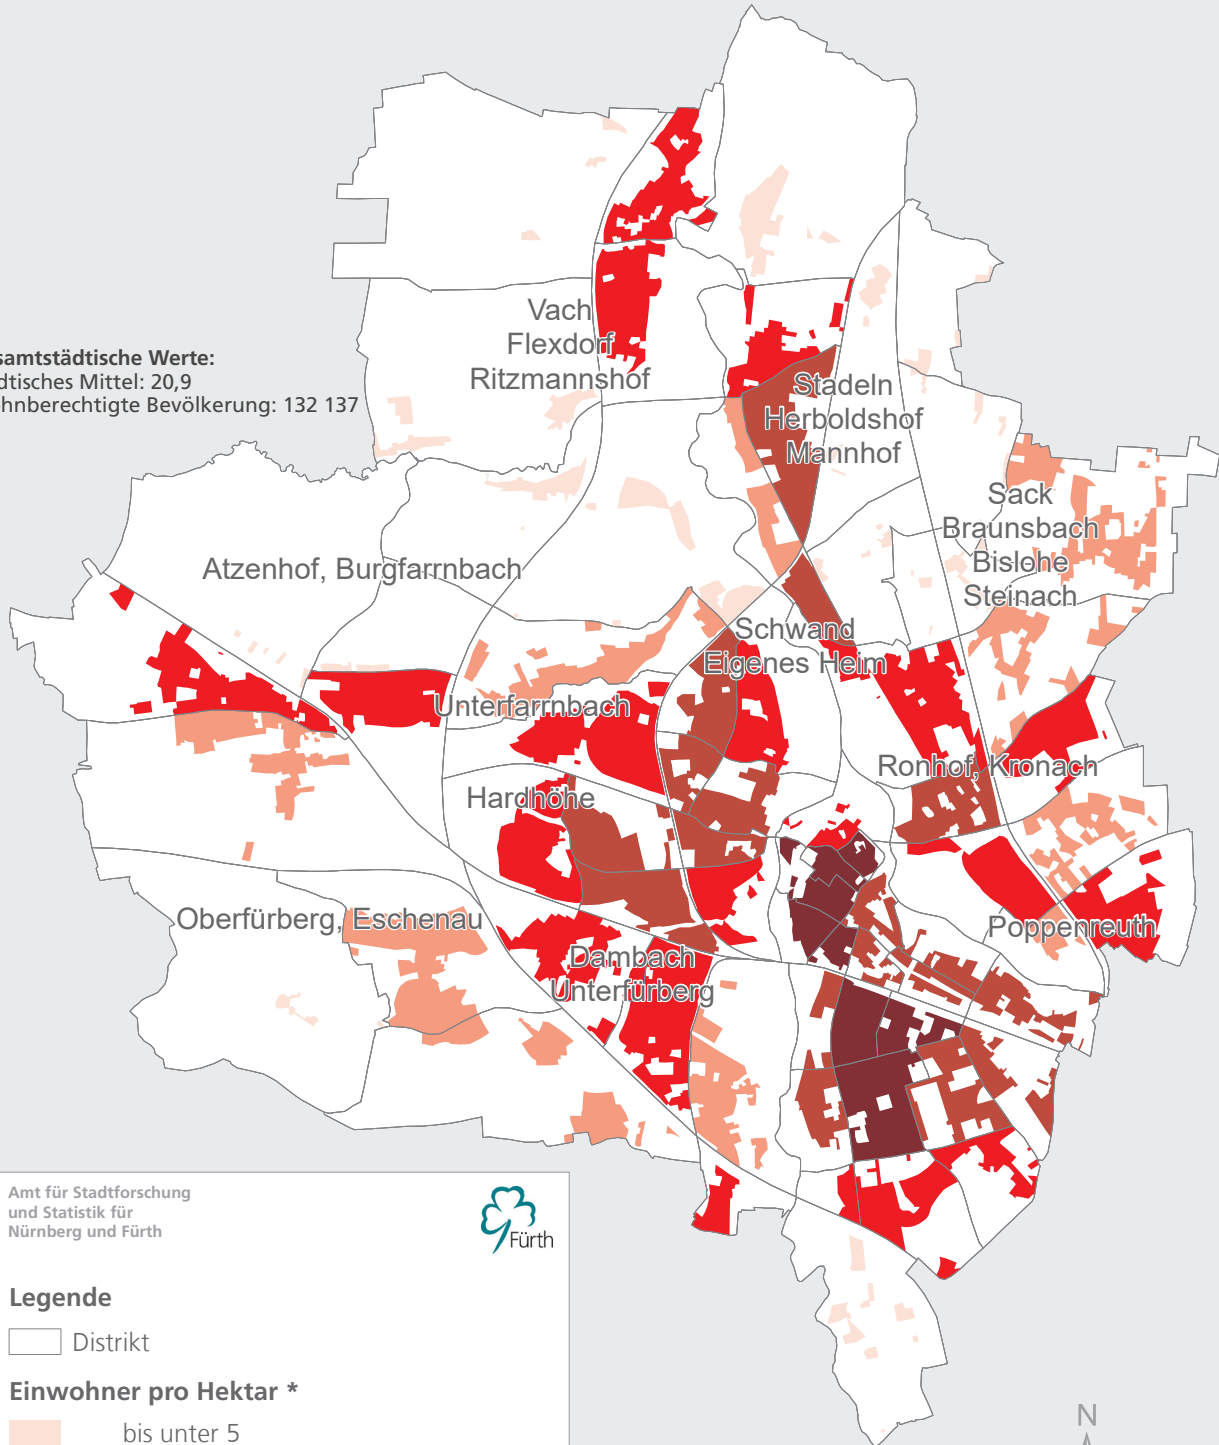 Vach
Flexdorf
Ritzmannshof
samtstädtische Werte:
dtisches Mittel: 20,9
ohnberechtigte Bevölkerung: 132 137
Stadeln
Herboldshof
Mannhof
Sack
Braunsbach
Bislohe
Steinach
Atzenhof, Burgfarrnbach
Schwand
Eigenes Heim
Unterfarrnbach
Ronhof, Kronach
Hardhöhe
Oberfürberg, Eschenau
Poppenreuth
Dambach
Unterfürberg
Amt für Stadtforschung
und Statistik für
Nürnberg und Fürth
Fürth
Legende
Distrikt
Einwohner pro Hektar *
bis unter 5
N